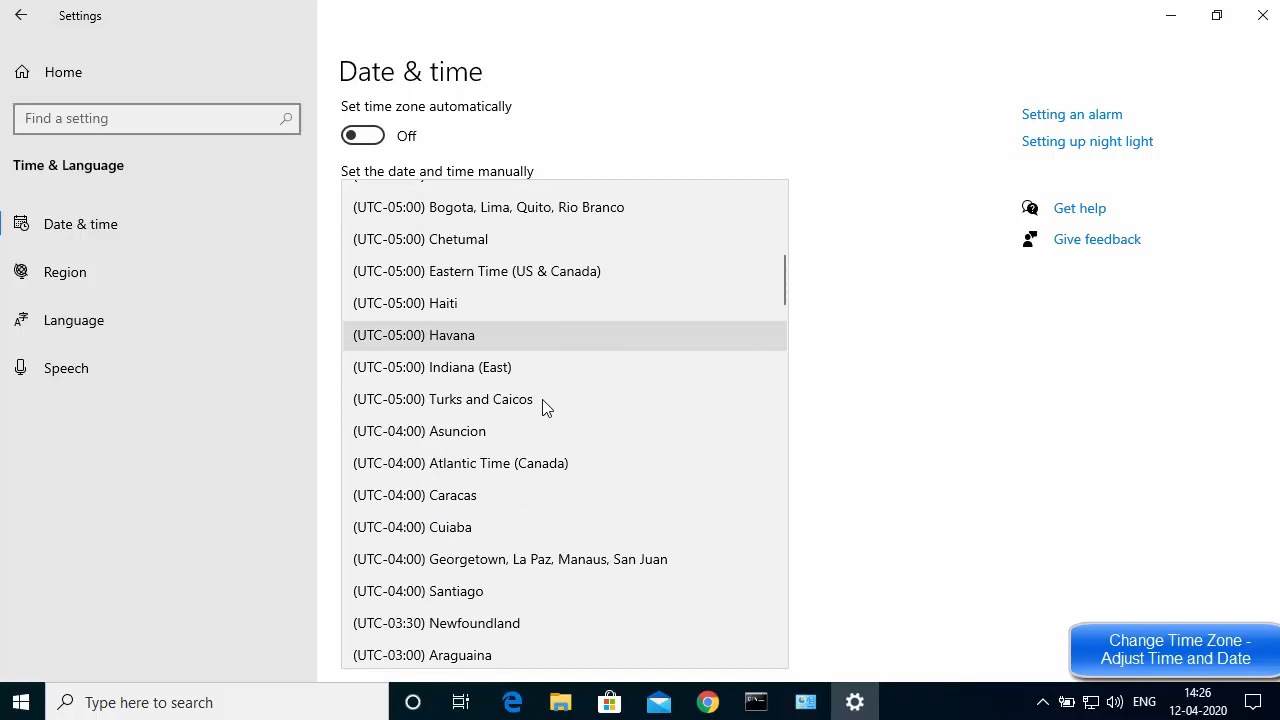 Settings
Home
Find a setting
Time & Language
Date & time
Region
Language
Speech
Date & time
Set time zone automatically
Off
Set the date and time manually
(UTC-05:00) Bogota, Lima, Quito, Rio Branco
(UTC-05:00) Chetumal
(UTC-05:00) Eastern Time (US & Canada)
(UTC-05:00) Haiti
(UTC-05:00) Havana
(UTC-05:00) Indiana (East)
(UTC-05:00) Turks and Caicos
(UTC-04:00) Asuncion
(UTC-04:00) Atlantic Time (Canada)
(UTC-04:00) Caracas
(UTC-04:00) Cuiaba
(UTC-04:00) Georgetown, La Paz, Manaus, San Juan
(UTC-04:00) Santiago
(UTC-03:30) Newfoundland
(UTC-03:00) Araguaina
Setting an alarm
Setting up night light
Get help
Give feedback
Change Time Zone -
Adjust Time and Date
Type here to search
ENG
14:26
12-04-2020